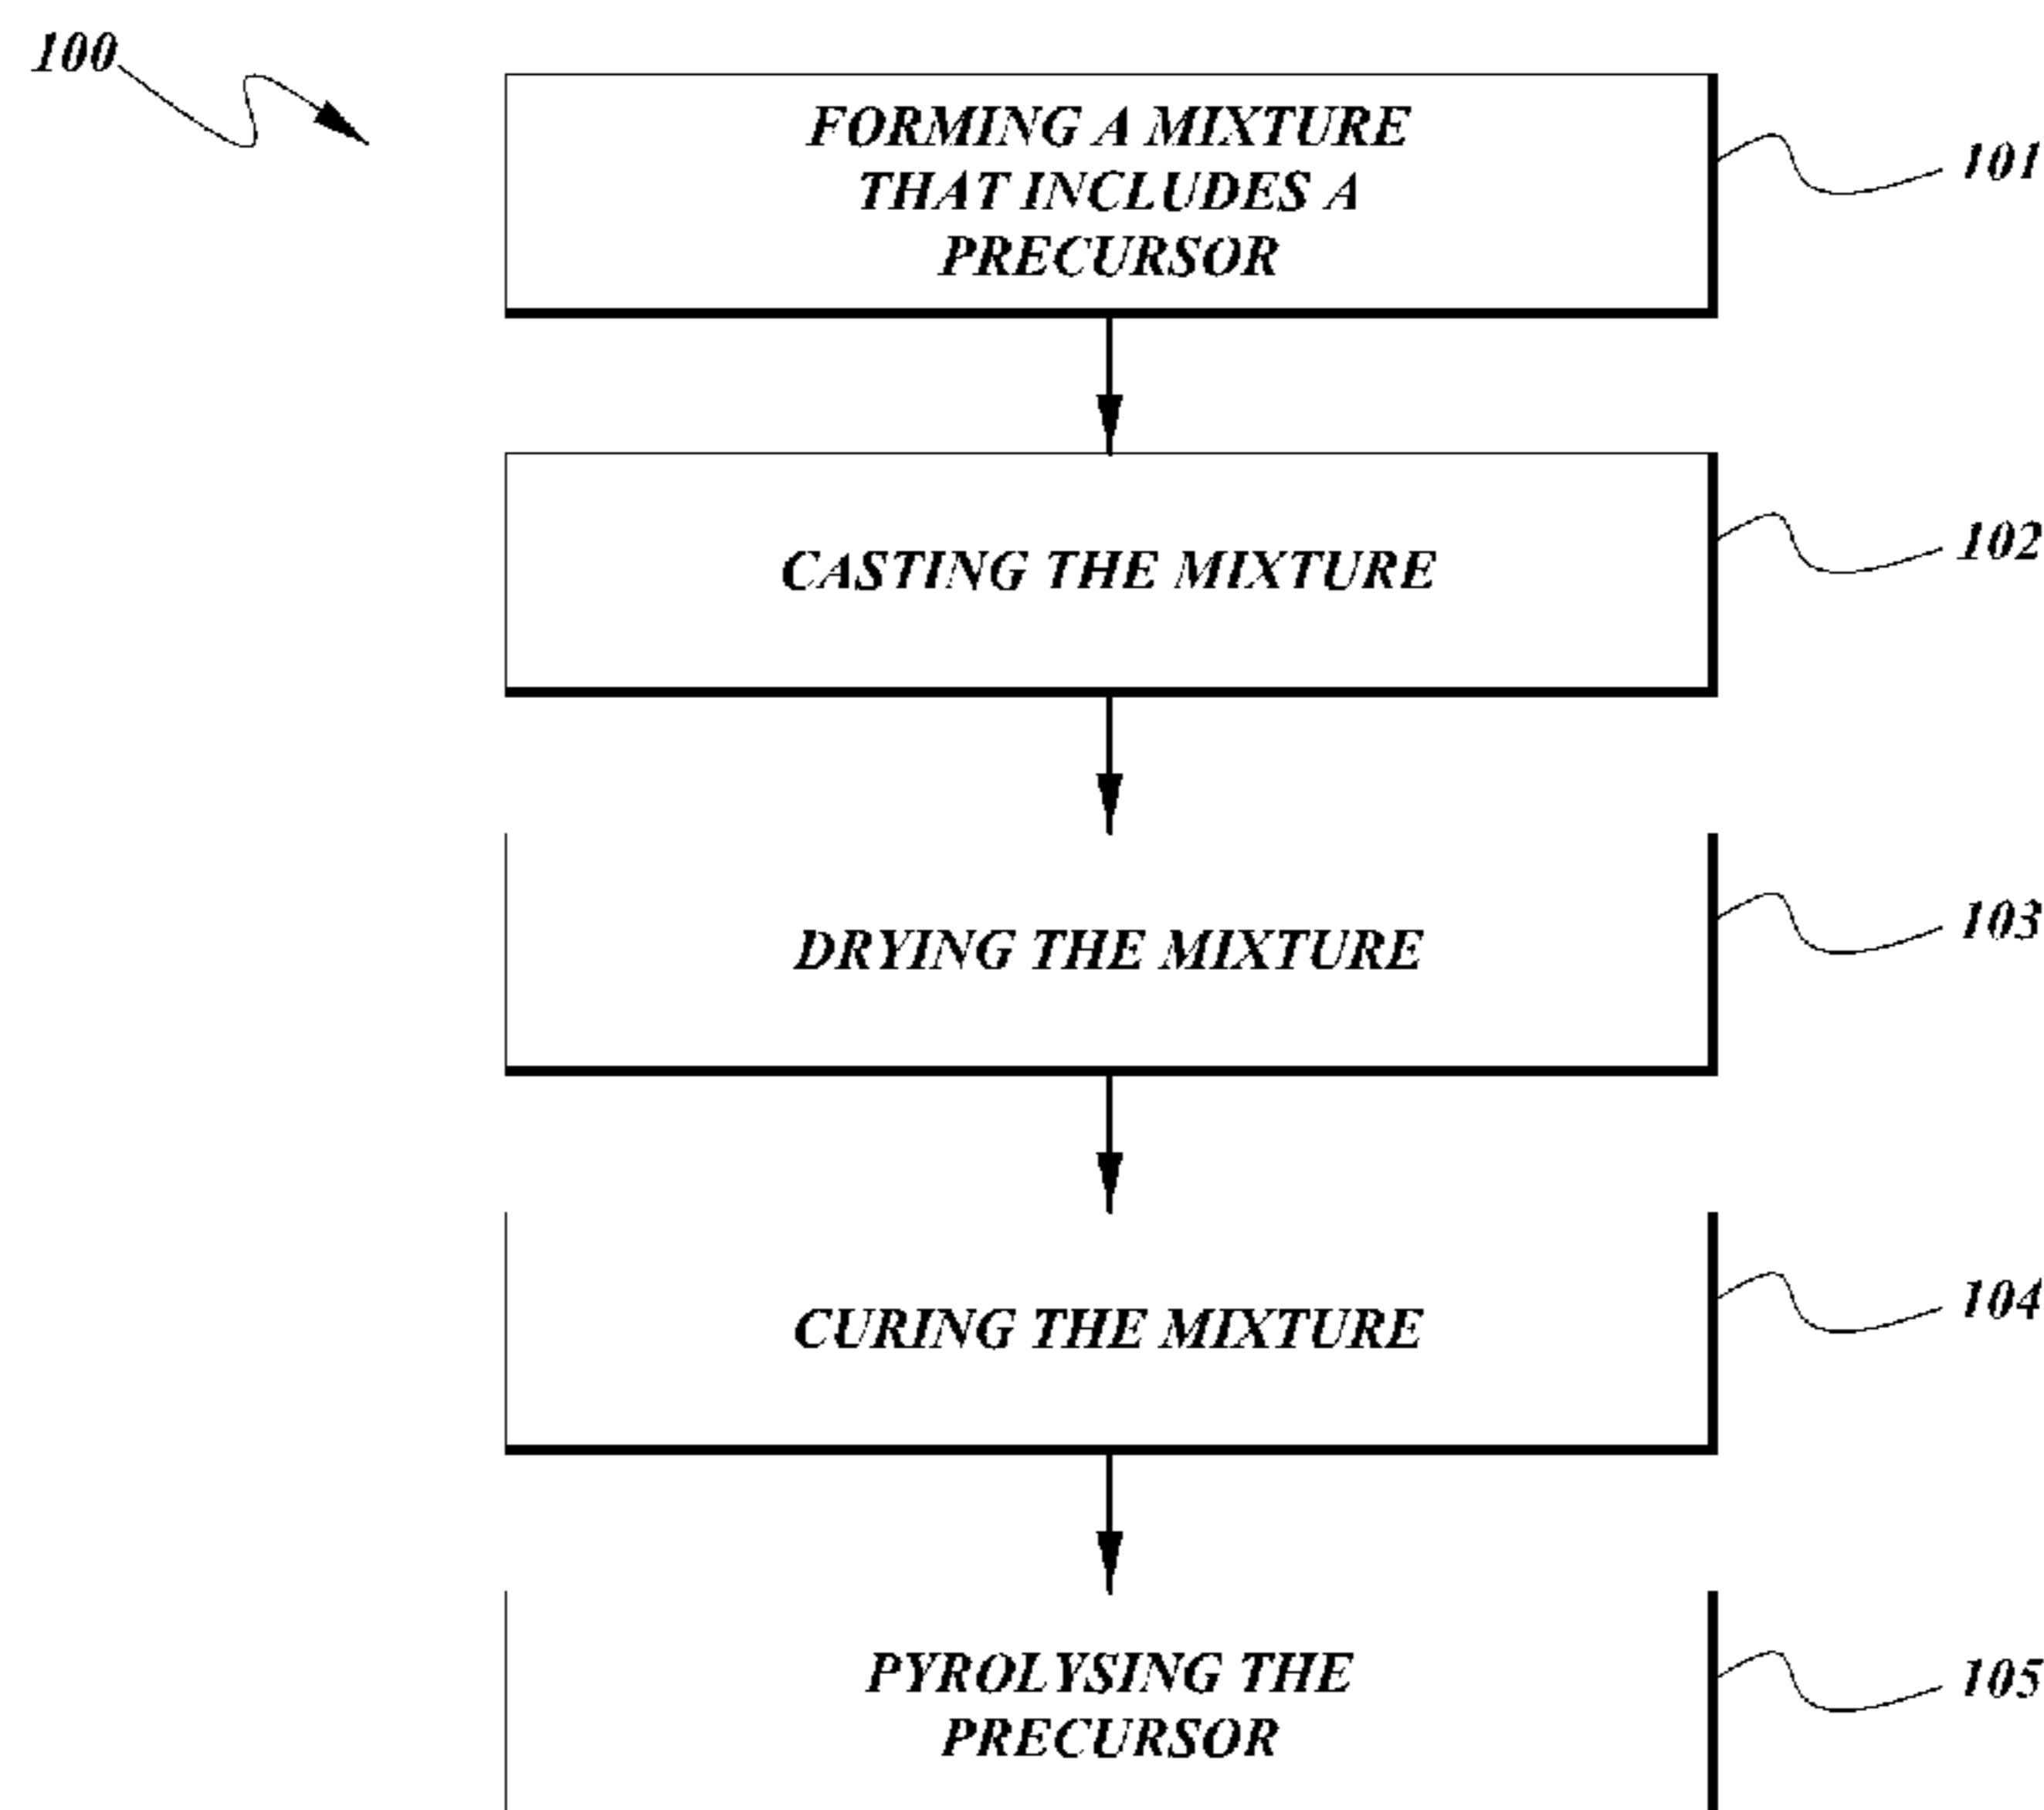 100
FORMING A MIXTURE
THAT INCLUDES A
PRECURSOR
101
CASTING THE MIXTURE
102
DRYING THE MIXTURE
103
CURING THE MIXTURE
104
PYROLYSING THE
PRECURSOR
105